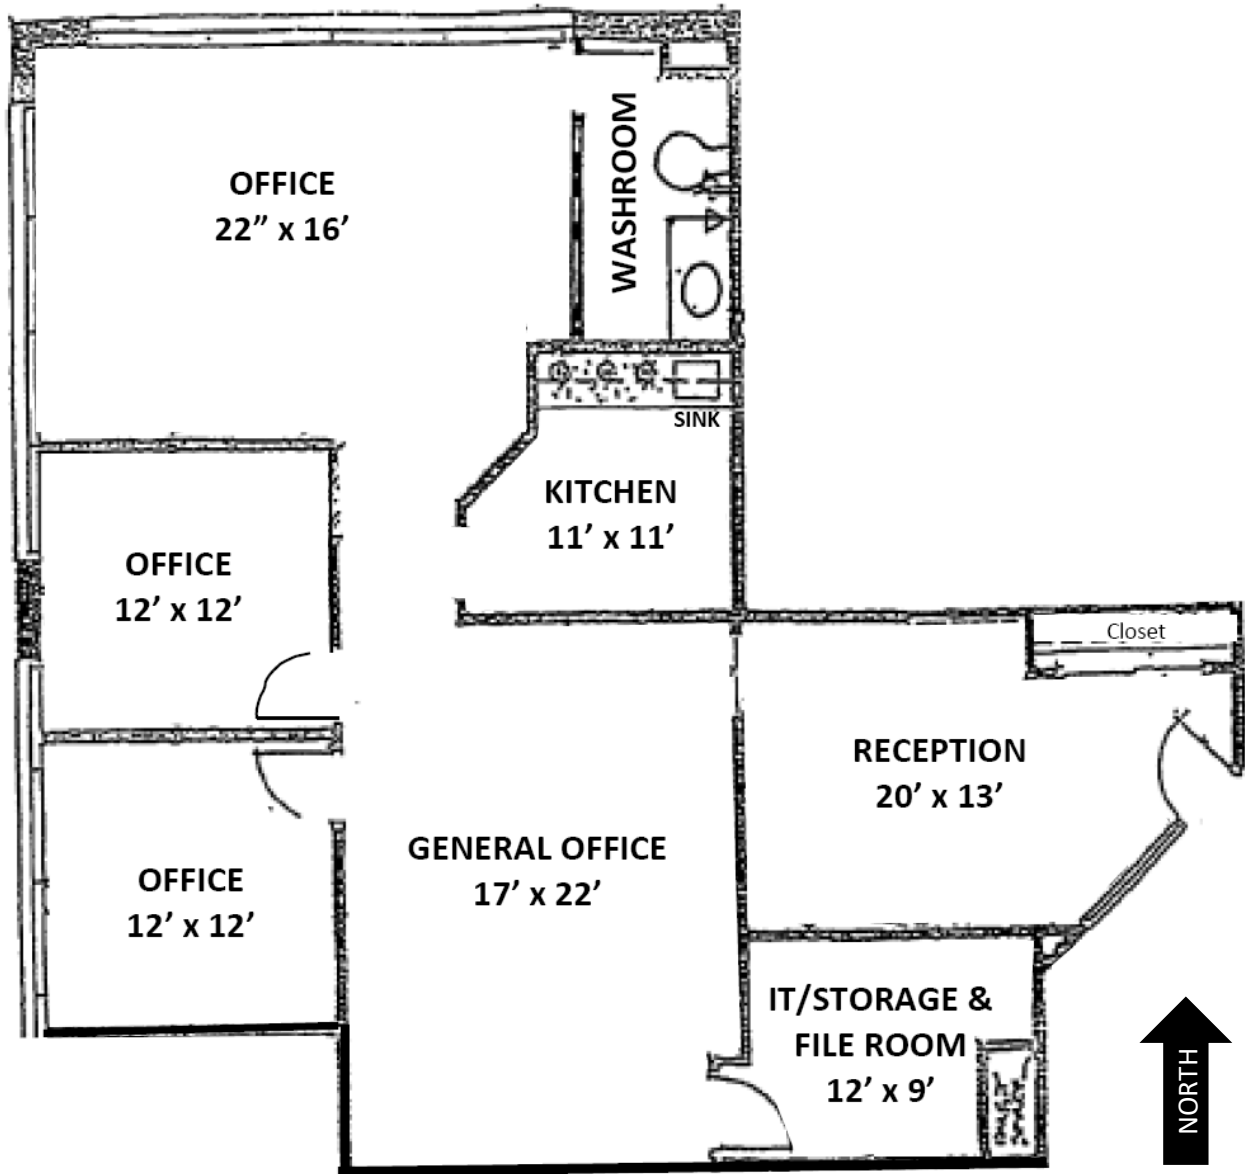 OFFICE
22” x 16’
WASHROOM
SINK
KITCHEN
11’ x 11’
OFFICE
12’ x 12’
Closet
RECEPTION
20’ x 13’
GENERAL OFFICE
17’ x 22’
OFFICE
12’ x 12’
IT/STORAGE &
FILE ROOM
12’ x 9’
NORTH